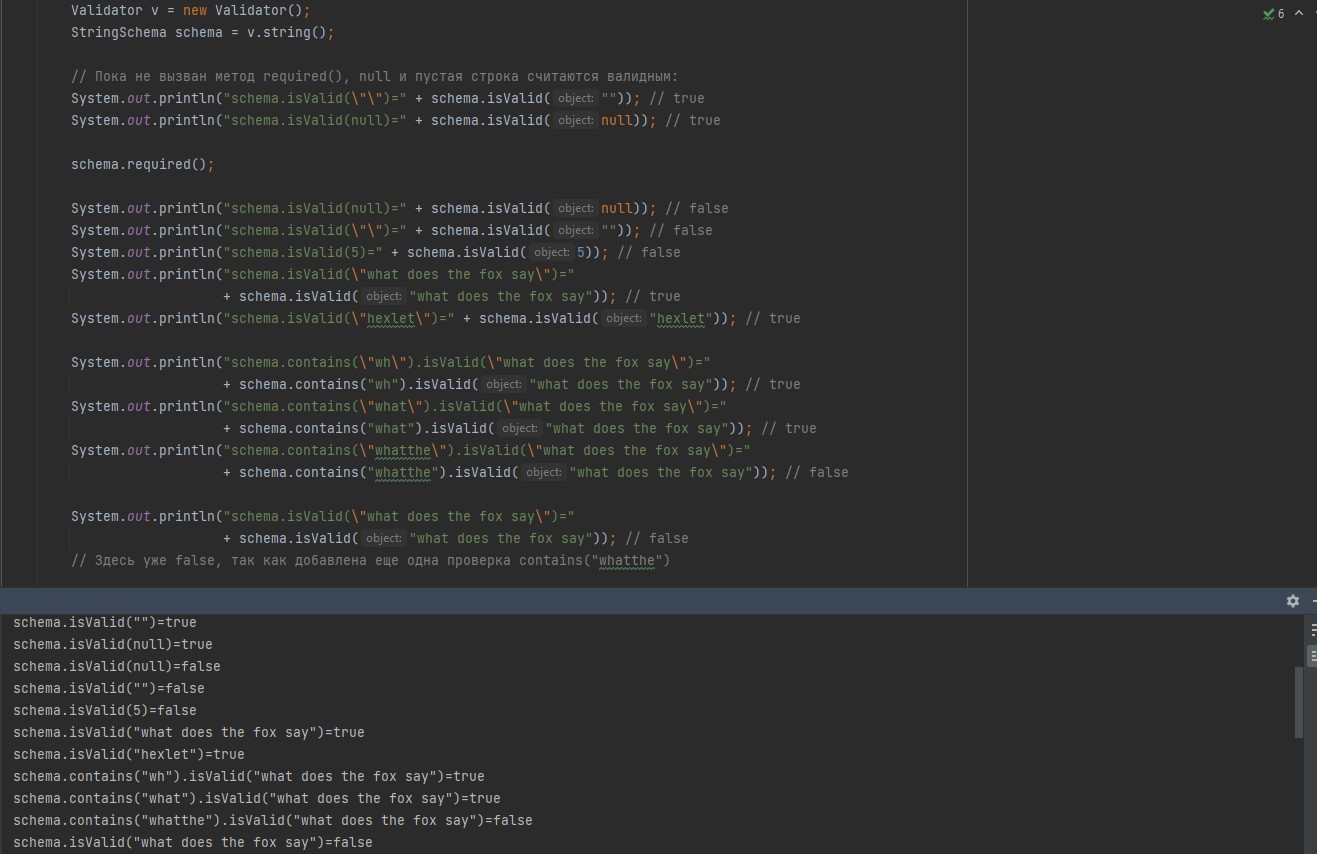 Validator v = new Validator();
6
StringSchema schema = v.string();
// Пока не вызван метод required(), null и пустая строка считаются валидным:
System.out.println("schema.isValid(\"\")=" + schema.isValid( object: "")); // true
System.out.println("schema.isValid(null)=" + schema.isValid( object: null)); // true
schema.required();
System.out.println("schema.isValid(null)=" + schema.isValid( object: null)); // false
System.out.println("schema.isValid(\"\")=" + schema.isValid( object: "")); // false
System.out.println("schema.isValid(5)=" + schema.isValid( object: 5)); // false
System.out.println("schema.isValid(\"what does the fox say\")="
+ schema.isValid( object: "what does the fox say")); // true
System.out.println("schema.isValid(\"hexlet\")=" + schema.isValid( object: "hexlet")); // true
System.out.println("schema.contains(\"wh\").isValid(\"what does the fox say\")="
+ schema.contains("wh").isValid( object: "what does the fox say")); // true
System.out.println("schema.contains(\"what\").isValid(\"what does the fox say\")="
+ schema.contains("what").isValid( object: "what does the fox say")); // true
System.out.println("schema.contains(\"whatthe\").isValid(\"what does the fox say\")="
+ schema.contains("whatthe").isValid( object: "what does the fox say")); // false
System.out.println("schema.isValid(\"what does the fox say\")="
+ schema.isValid( object: "what does the fox say")); // false
// Здесь уже false, так как добавлена еще одна проверка contains("whatthe")
schema.isValid("")=true
schema.isValid(null)=true
schema.isValid(null)=false
schema.isValid("")=false
schema.isValid(5)=false
schema.isValid("what does the fox say")=true
schema.isValid("hexlet")=true
schema.contains("wh").isValid("what does the fox say")=true
schema.contains("what").isValid("what does the fox say")=true
schema.contains("whatthe").isValid("what does the fox say")=false
schema.isValid("what does the fox say")=false